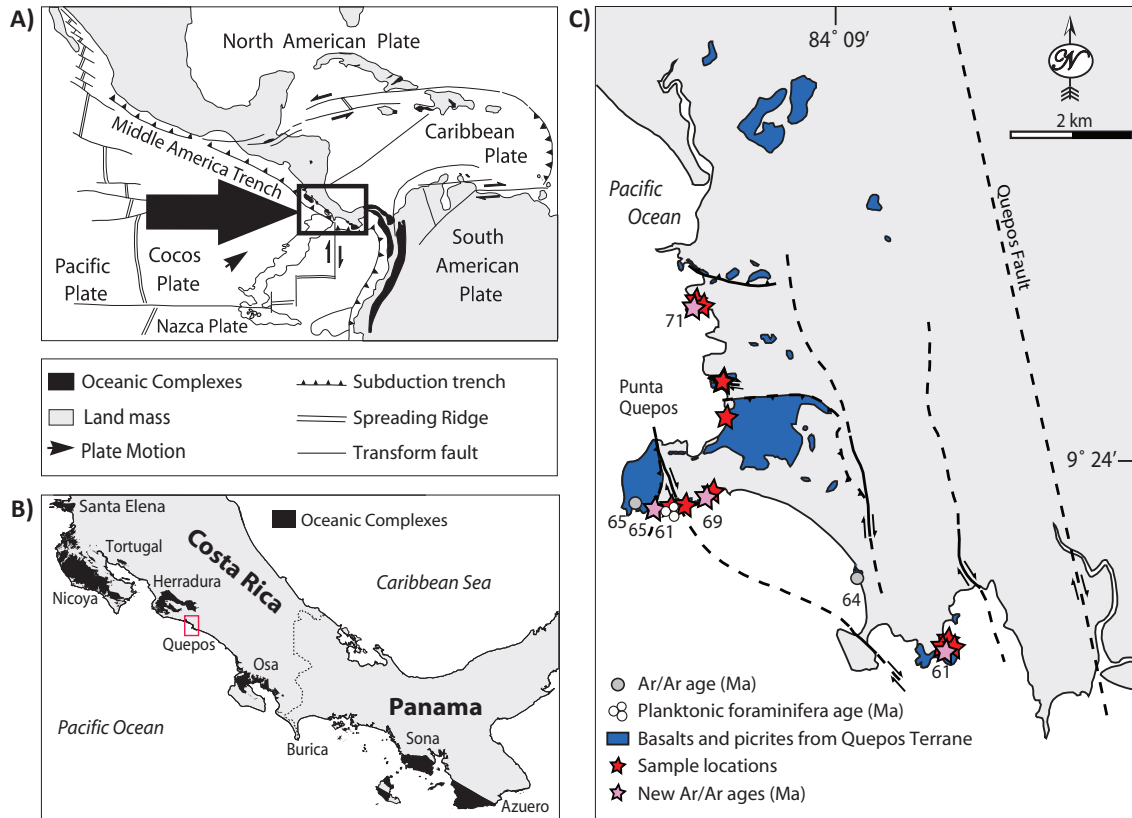 A)
North American Plate
Middle America Trench
Caribbean
Plate
Pacific
Plate
Cocos
Plate
Nazca Plate
South
American
Plate
Oceanic Complexes
Land mass
Plate Motion
Subduction trench
Spreading Ridge
Transform fault
B)
Oceanic Complexes
Santa Elena
Tortugal
Herradura
Nicoya
Quepos
Osa
Costa Rica
Caribbean Sea
Pacific Ocean
Panama
Burica
Sona
Azuero
C)
84° 09′
N
2 km
Pacific
Ocean
Quepos Fault
71
Punta
Quepos
9° 24′
65
65
61
69
64
61
Ar/Ar age (Ma)
Planktonic foraminifera age (Ma)
Basalts and picrites from Quepos Terrane
Sample locations
New Ar/Ar ages (Ma)